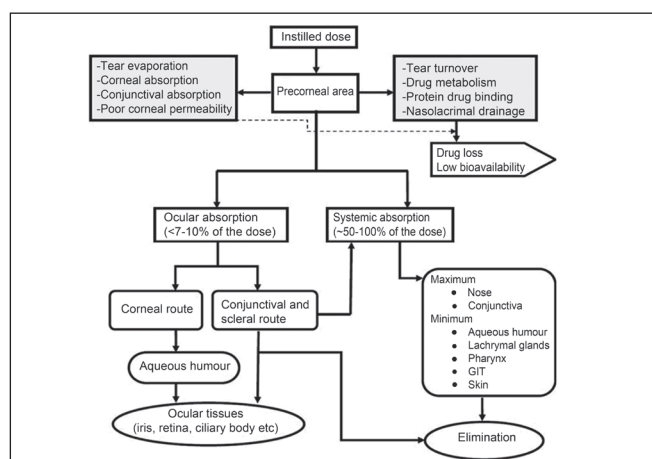 Instilled dose
-Tear evaporation
-Corneal absorption
-Conjunctival absorption
-Poor corneal permeability
Precorneal area
-Tear turnover
-Drug metabolism
-Protein drug binding
-Nasolacrimal drainage
Drug loss
Low bioavailability
Ocular absorption
(<7-10% of the dose)
Systemic absorption
(~50-100% of the dose)
Corneal route
Conjunctival and
scleral route
Maximum
● Nose
● Conjunctiva
Minimum
● Aqueous humour
● Lachrymal glands
● Pharynx
● GIT
● Skin
Aqueous humour
Ocular tissues
(iris, retina, ciliary body etc)
Elimination